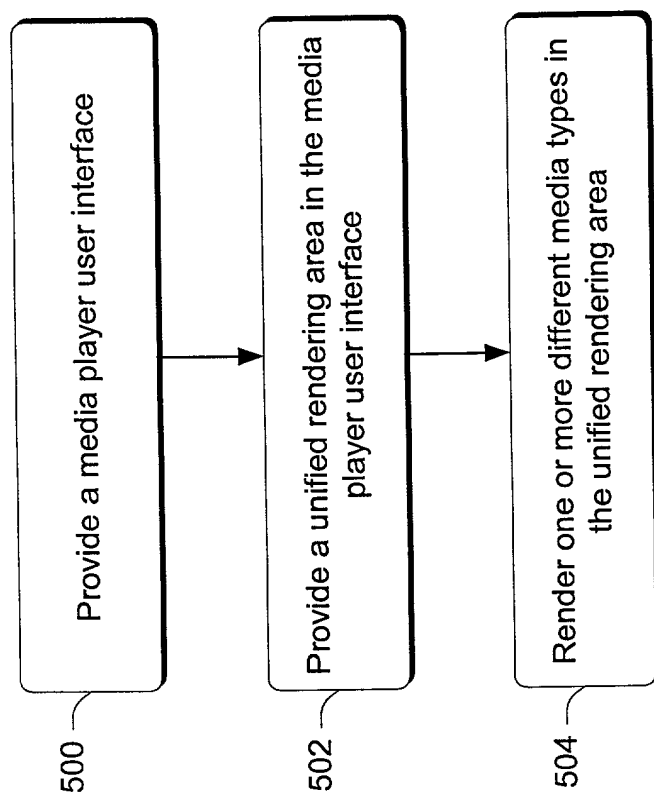 500
Provide a media player user interface
502
Provide a unified rendering area in the media
player user interface
504
Render one or more different media types in
the unified rendering area